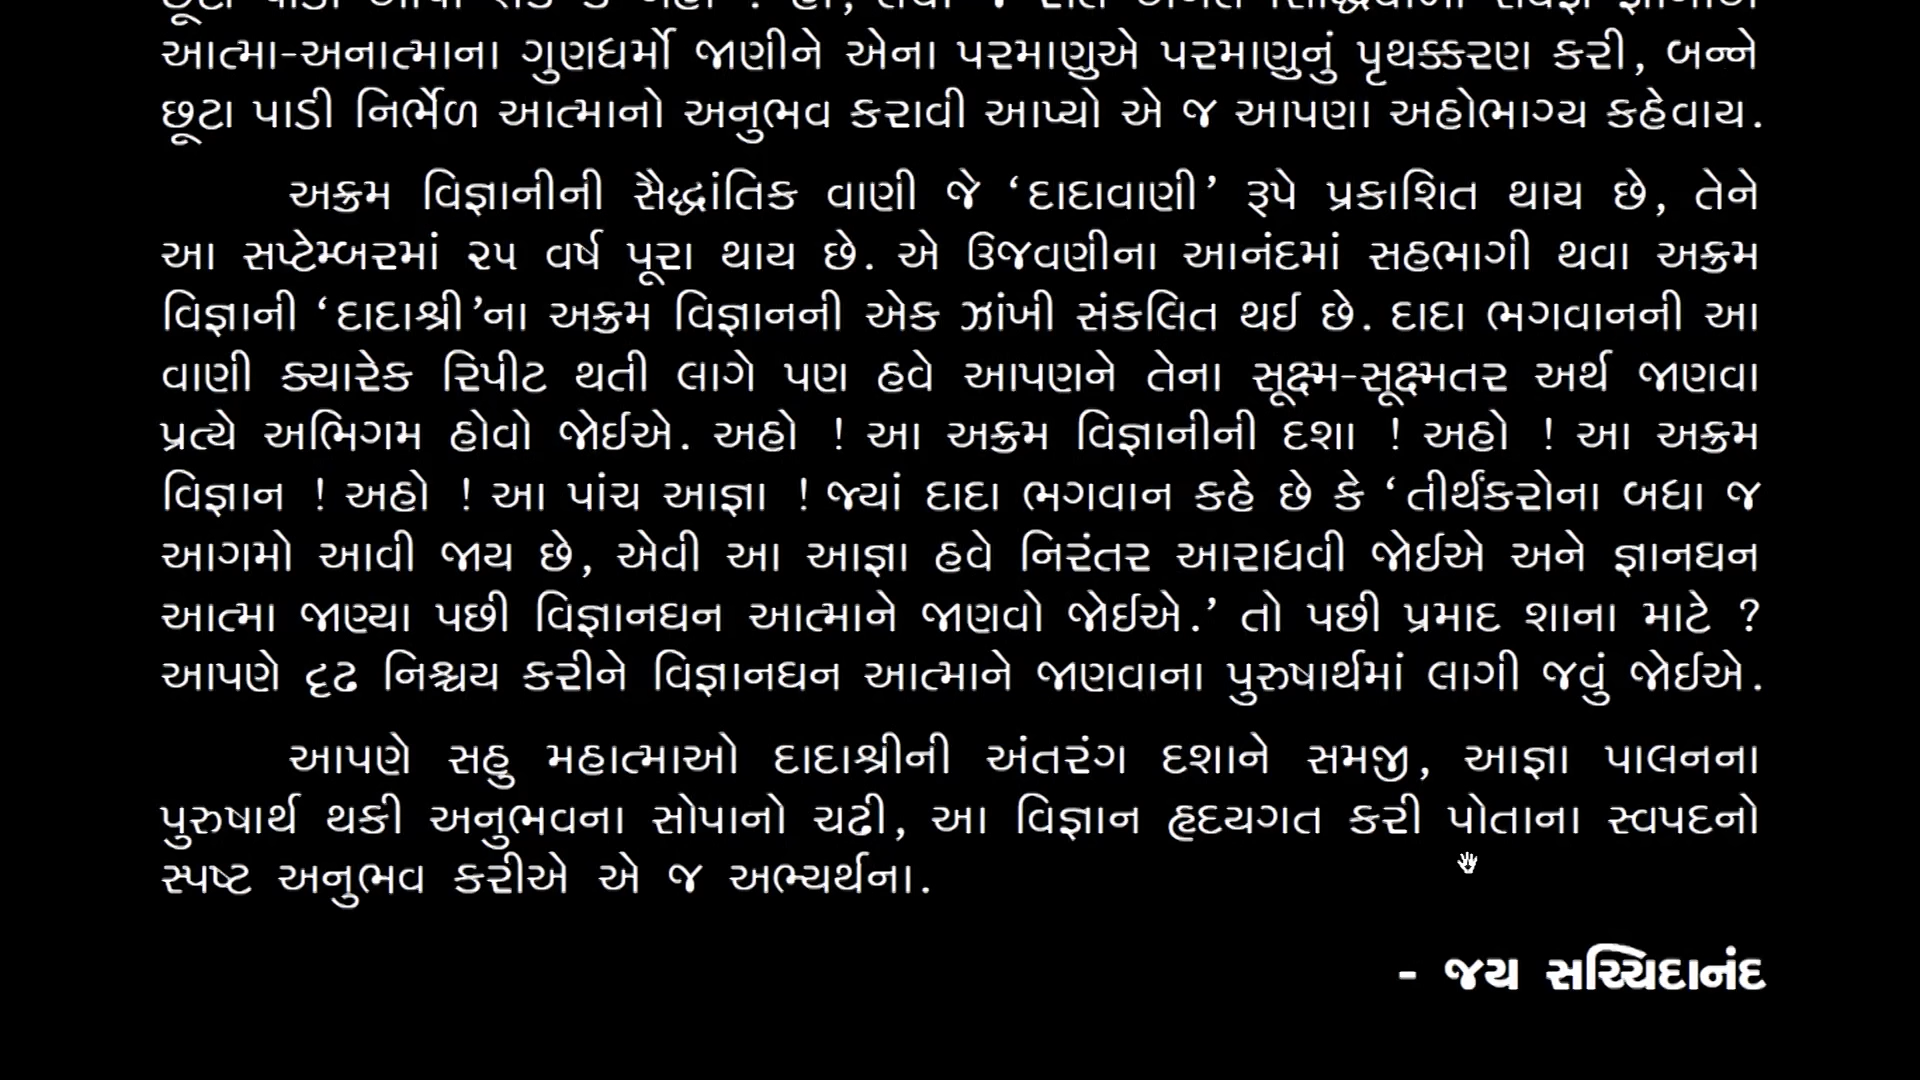 આત્મા-અનાત્માના ગુણધર્મો જાણીને એના પરમાણુએ પરમાણુનું પૃથક્કરણ કરી, બન્ને
છૂટા પાડી નિર્ભેળ આત્માનો અનુભવ કરાવી આપ્યો એ જ આપણા અહોભાગ્ય કહેવાય.
અક્રમ વિજ્ઞાનીની સૈદ્ધાંતિક વાણી જે ‘દાદાવાણી’ રૂપે પ્રકાશિત થાય છે, તેને
આ સપ્ટેમ્બરમાં ૨૫ વર્ષ પૂરા થાય છે. એ ઉજવણીના આનંદમાં સહભાગી થવા અક્રમ
વિજ્ઞાની ‘દાદાશ્રી’ના અક્રમ વિજ્ઞાનની એક ઝાંખી સંકલિત થઈ છે. દાદા ભગવાનની આ
વાણી ક્યારેક રિપીટ થતી લાગે પણ હવે આપણને તેના સૂક્ષ્મ-સૂક્ષ્મતર અર્થ જાણવા
પ્રત્યે અભિગમ હોવો જોઈએ. અહો ! આ અક્રમ વિજ્ઞાનીની દશા ! અહો ! આ અક્રમ
વિજ્ઞાન ! અહો ! આ પાંચ આજ્ઞા ! જ્યાં દાદા ભગવાન કહે છે કે ‘તીર્થંકરોના બધા જ
આગમો આવી જાય છે, એવી આ આજ્ઞા હવે નિરંતર આરાધવી જોઈએ અને જ્ઞાનઘન
આત્મા જાણ્યા પછી વિજ્ઞાનઘન આત્માને જાણવો જોઈએ.’ તો પછી પ્રમાદ શાના માટે ?
આપણે દૃઢ નિશ્ચય કરીને વિજ્ઞાનઘન આત્માને જાણવાના પુરુષાર્થમાં લાગી જવું જોઈએ.
આપણે સહુ મહાત્માઓ દાદાશ્રીની અંતરંગ દશાને સમજી, આજ્ઞા પાલનના
પુરુષાર્થ થકી અનુભવના સોપાનો ચઢી, આ વિજ્ઞાન હૃદયગત કરી પોતાના સ્વપદનો
સ્પષ્ટ અનુભવ કરીએ એ જ અભ્યર્થના.
- જય સચ્ચિદાનંદ